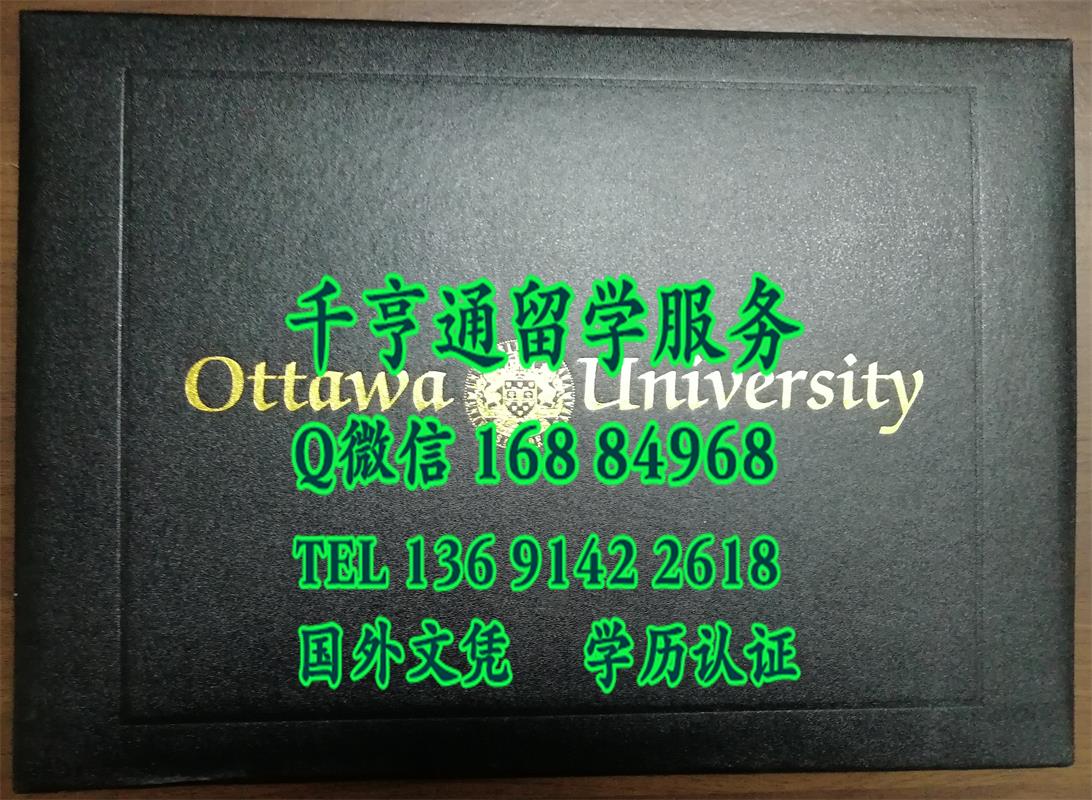 千亨通留学服务
Ottawa University
Q微信 168 84968
TEL 136 9142 2618
国外文凭 学历认证